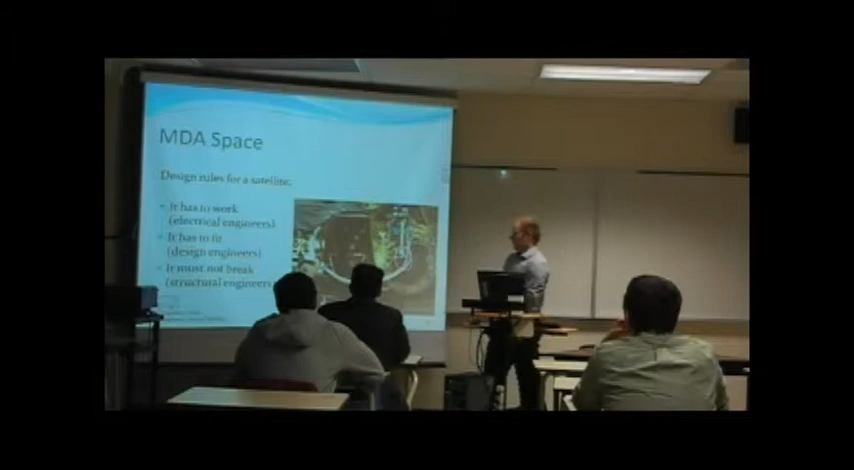 MDA Space
Design rules for a satellite:
It has to work
(electrical engineers)
It has to fit
(design engineers)
It must not break
(structural engineers